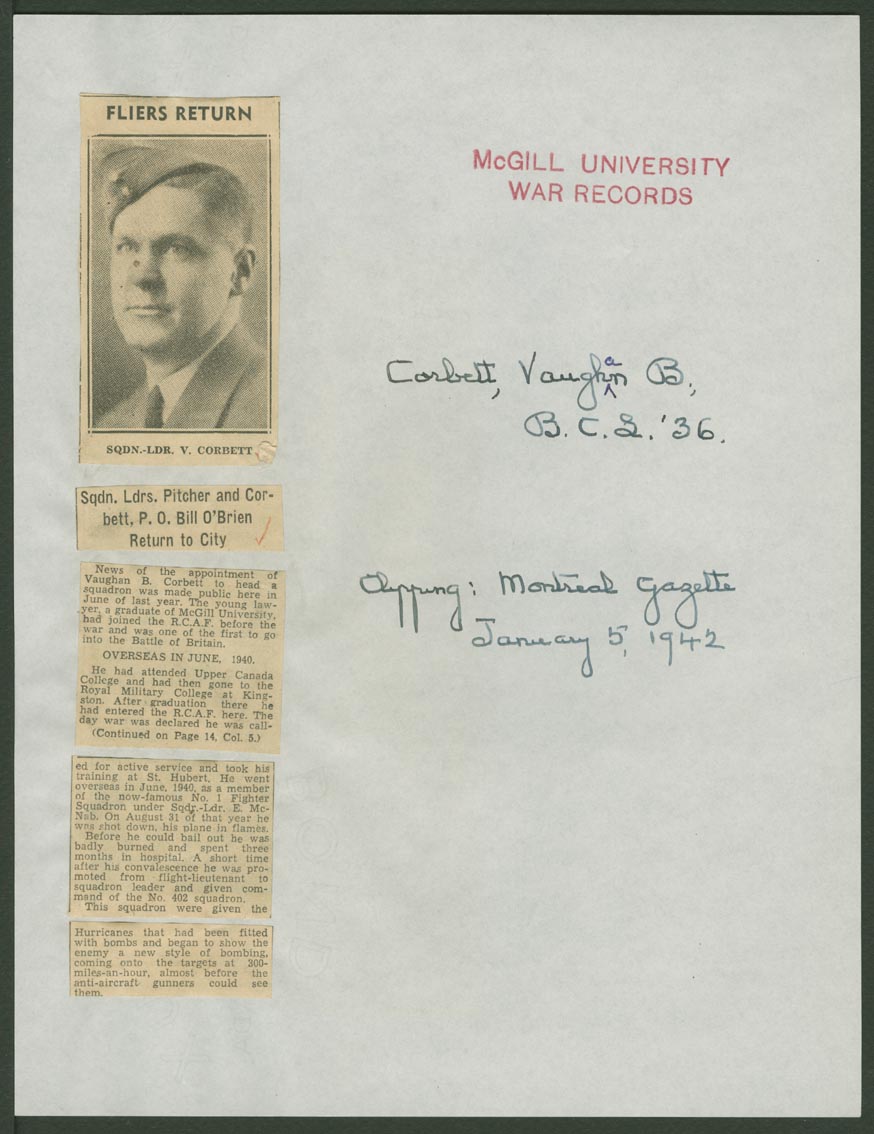 FLIERS RETURN
SQDN.-LDR. V. CORBETT
Sqdn. Ldrs. Pitcher and Cor-
bett, P. O. Bill O'Brien
Return to City
News of the appointment of
Vaughan B. Corbett to head a
squadron was made public here in
June of last year. The young law-
yer, a graduate of McGill University,
had joined the R.C.A.F. before the
war and was one of the first to go
into the Battle of Britain.
OVERSEAS IN JUNE, 1940.
He had attended Upper Canada
College and had then gone to the
Royal Military College at King-
ston. After graduation there he
had entered the R.C.A.F. here. The
day war was declared he was call-
(Continued on Page 14, Col. 5.)
ed for active service and took his
training at St. Hubert. He went
overseas in June, 1940, as a member
of the now-famous No. 1 Fighter
Squadron under Sqdr.-Ldr. E. Mc-
Nab. On August 31 of that year he
was shot down, his plane in flames.
Before he could bail out he was
badly burned and spent three
months in hospital. A short time
after his convalescence he was pro-
moted from flight-lieutenant to
squadron leader and given com-
mand of the No. 402 squadron.
This squadron were given the
Hurricanes that had been fitted
with bombs and began to show the
enemy a new style of bombing,
coming onto the targets at 300-
miles-an-hour, almost before the
anti-aircraft gunners could see
them.
McGILL UNIVERSITY
WAR RECORDS
Corbett, Vaughan B.,
B.C.L. '36.
Clipping: Montreal Gazette
January 5, 1942